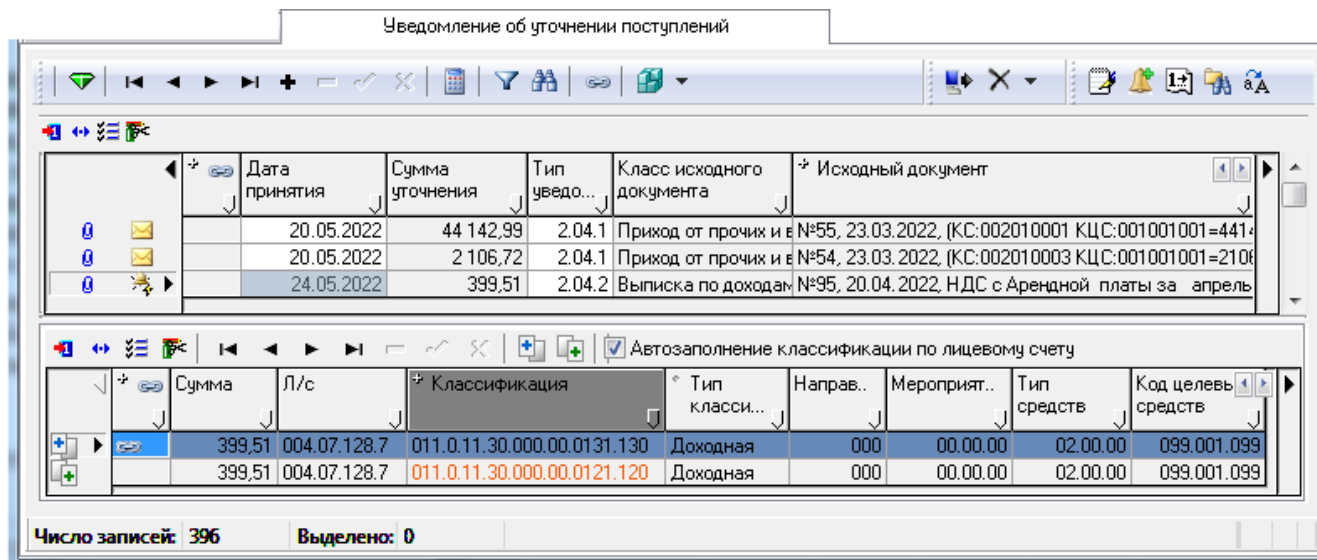 Уведомление об уточнении поступлений
Дата принятия Сумма уточнения Тип уведо... Класс исходного документа Исходный документ
20.05.2022 44 142,99 2.04.1 Приход от прочих и в №55, 23.03.2022, (КС:002010001 КЦС:001001001=4414
20.05.2022 2 106,72 2.04.1 Приход от прочих и в №54, 23.03.2022, (КС:002010003 КЦС:001001001=2106
24.05.2022 399,51 2.04.2 Выписка по доходам №95, 20.04.2022, НДС с Арендной платы за апрель
Автозаполнение классификации по лицевому счету
Сумма Л/с Классификация Тип класси... Направ.. Мероприят.. Тип средств Код целевь средств
399,51 004.07.128.7 011.0.11.30.000.00.0131.130 Доходная 000 00.00.00 02.00.00 099.001.099
399,51 004.07.128.7 011.0.11.30.000.00.0121.120 Доходная 000 00.00.00 02.00.00 099.001.099
Число записей: 396 Выделено: 0